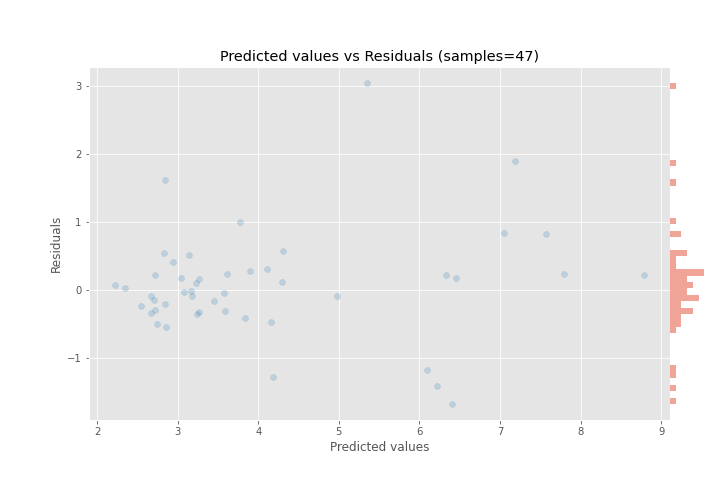 Predicted values vs Residuals (samples=47)
3
2
1
0
−1
Residuals
2 3 4 5 6 7 8 9
Predicted values